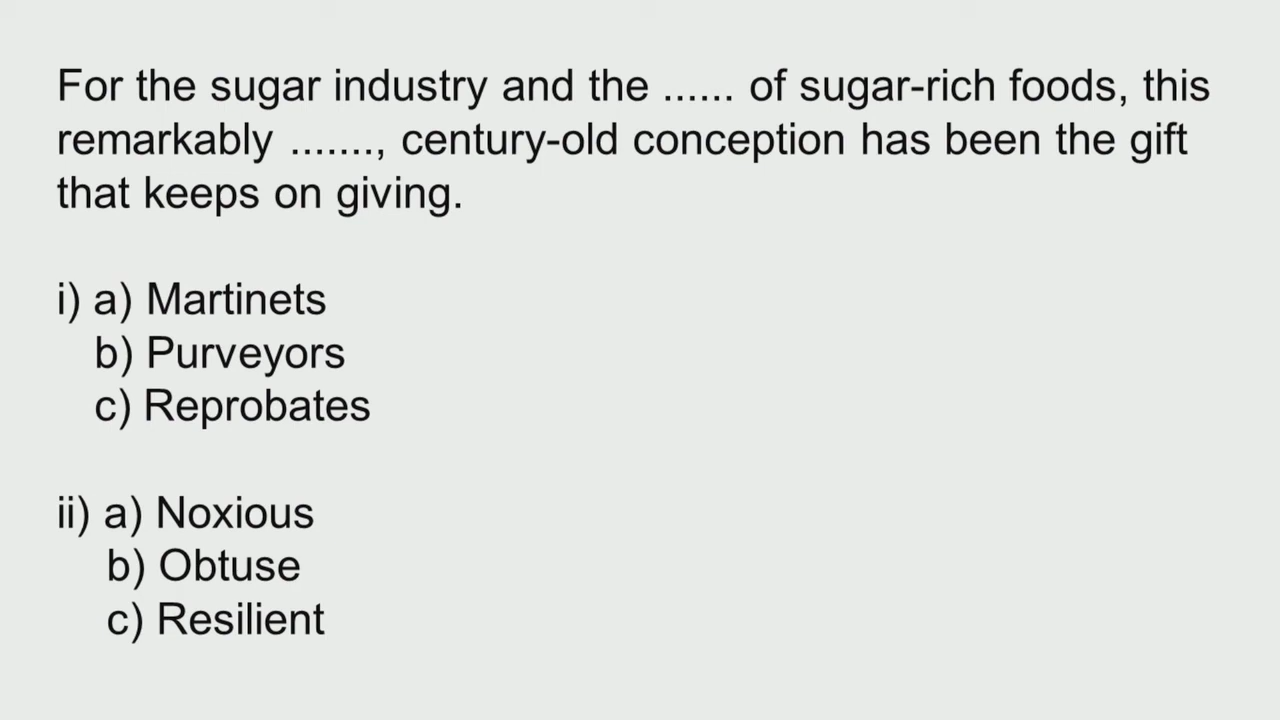 For the sugar industry and the ...... of sugar-rich foods, this
remarkably ......., century-old conception has been the gift
that keeps on giving.
i) a) Martinets
b) Purveyors
c) Reprobates
ii) a) Noxious
b) Obtuse
c) Resilient